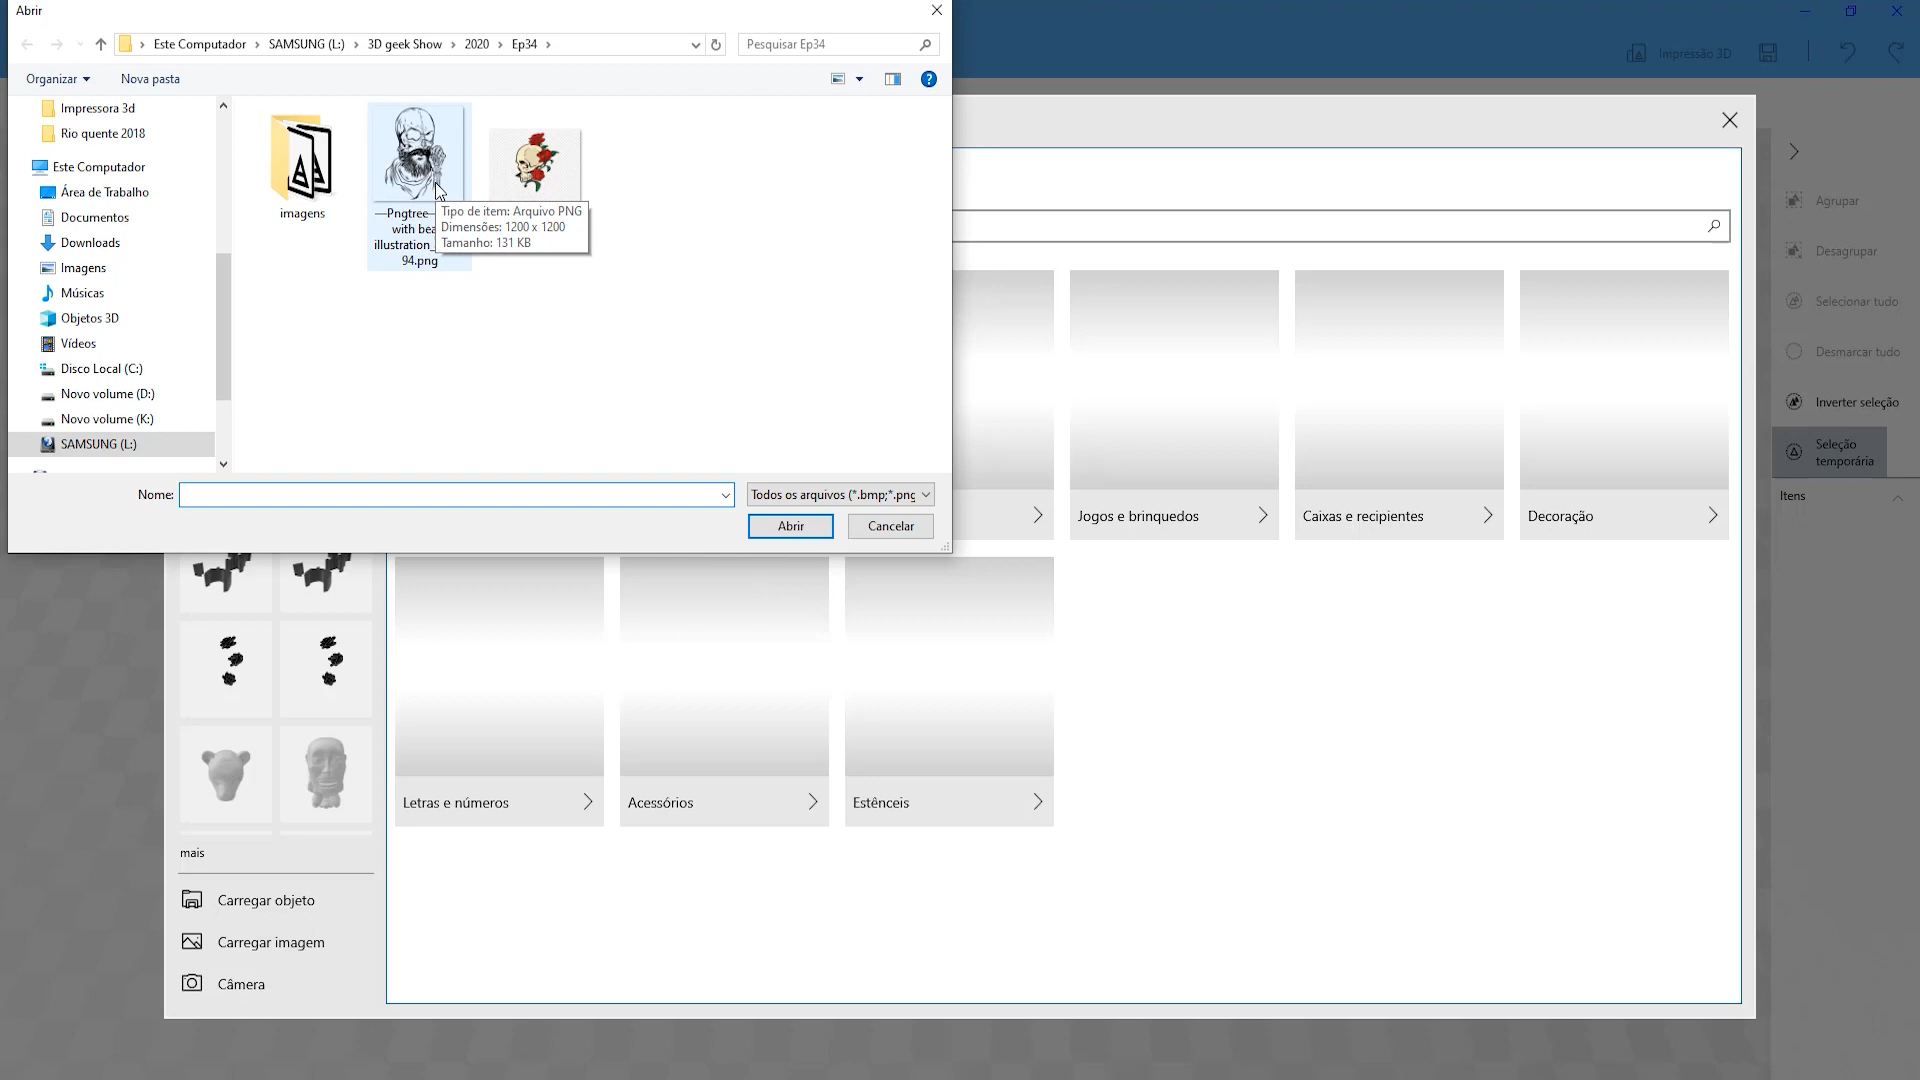 Abrir
Este Computador
SAMSUNG (L:)
3D geek Show
2020
Ep34
Pesquisar Ep34
Organizar
Nova pasta
Impressora 3d
Rio quente 2018
Este Computador
Área de Trabalho
Documentos
Downloads
Imagens
Músicas
Objetos 3D
Vídeos
Disco Local (C:)
Novo volume (D:)
Novo volume (K:)
SAMSUNG (L:)
imagens
—Pngtree—
with bea
illustration_
94.png
Tipo de item: Arquivo PNG
Dimensões: 1200 x 1200
Tamanho: 131 KB
Nome:
Todos os arquivos (*.bmp;*.png
Abrir
Cancelar
Impressão 3D
Agrupar
Desagrupar
Selecionar tudo
Desmarcar tudo
Inverter seleção
Seleção
temporária
Itens
Jogos e brinquedos
Caixas e recipientes
Decoração
Letras e números
Acessórios
Estênceis
mais
Carregar objeto
Carregar imagem
Câmera